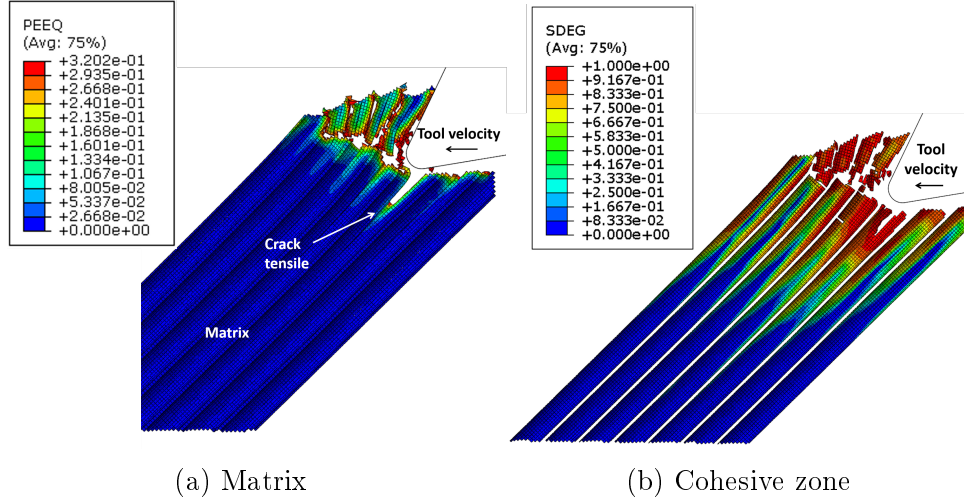 PEEQ
(Avg: 75%)
+3.202e-01
+2.935e-01
+2.668e-01
+2.401e-01
+2.135e-01
+1.868e-01
+1.601e-01
+1.334e-01
+1.067e-01
+8.005e-02
+5.337e-02
+2.668e-02
+0.000e+00
Tool velocity
Crack
tensile
Matrix
(a) Matrix
SDEG
(Avg: 75%)
+1.000e+00
+9.167e-01
+8.333e-01
+7.500e-01
+6.667e-01
+5.833e-01
+5.000e-01
+4.167e-01
+3.333e-01
+2.500e-01
+1.667e-01
+8.333e-02
+0.000e+00
Tool
velocity
(b) Cohesive zone